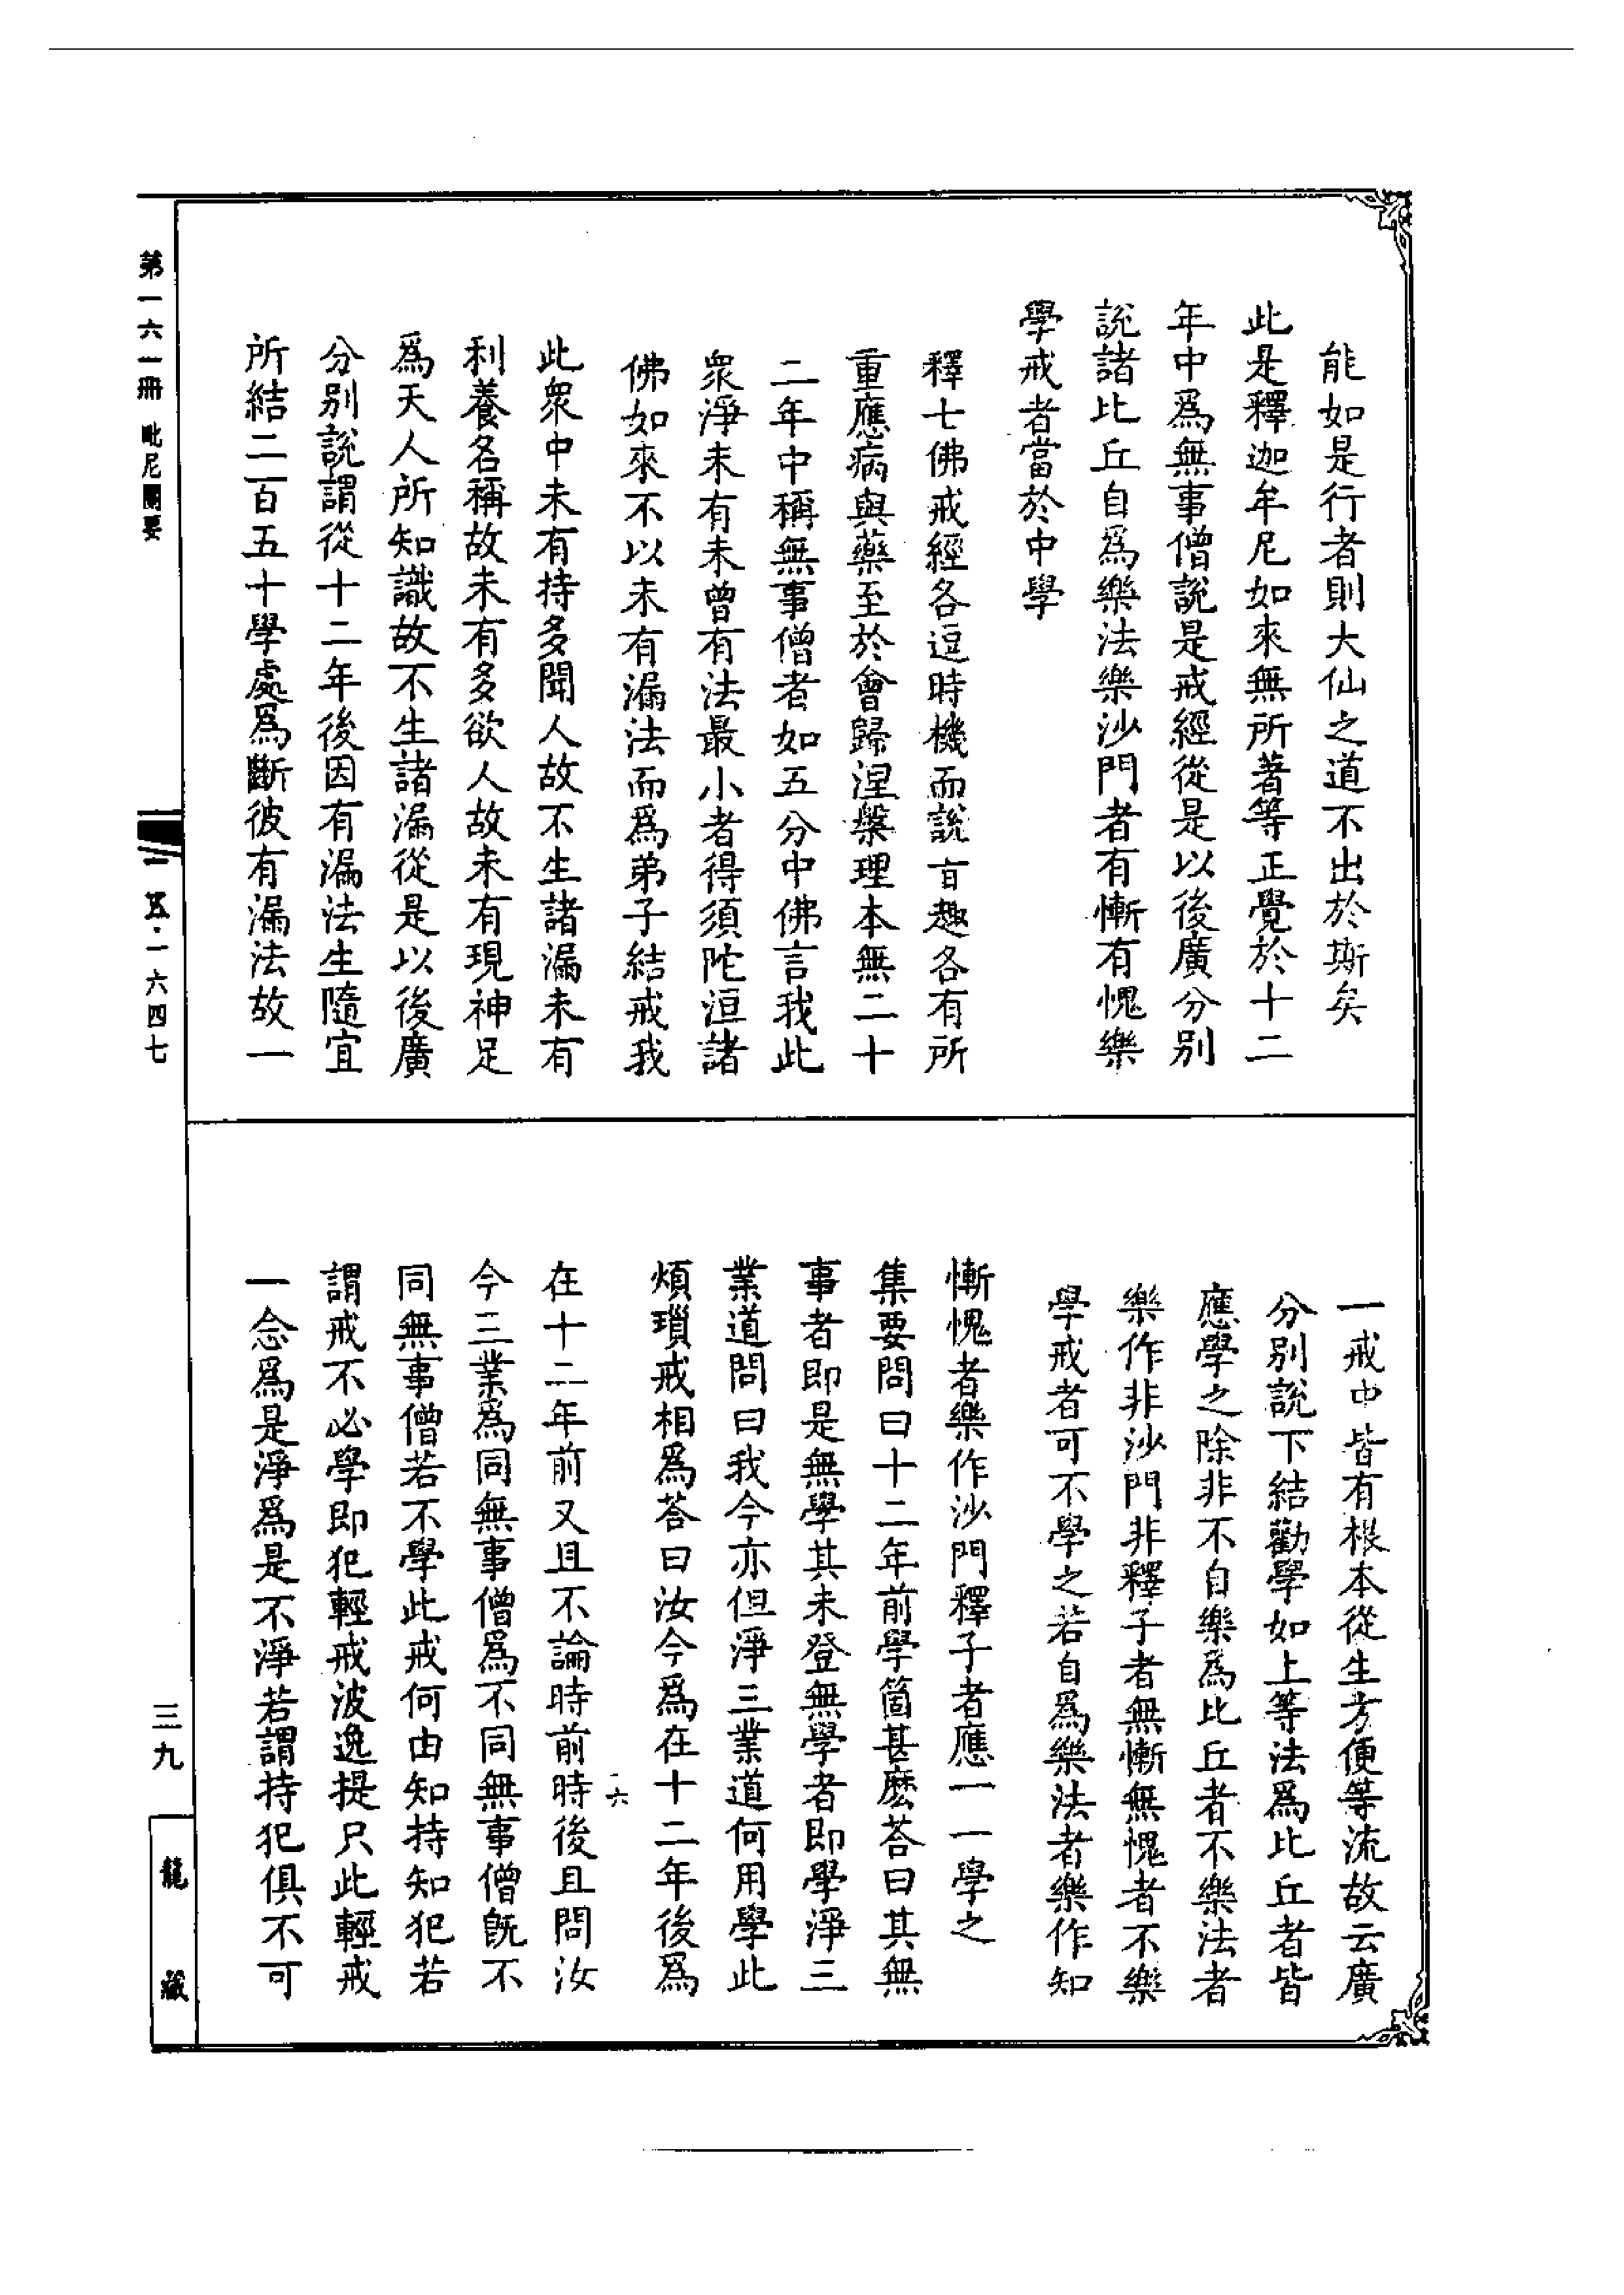 能如是行者則大仙之道不出於斯矣
此是釋迦牟尼如來無所著等正覺於十二
年中爲無事僧說是戒經從是以後廣分別
說諸比丘自爲樂法樂沙門者有慚有愧樂
學戒者當於中學
釋七佛戒經各逗時機而說旨趣各有所
重應病與藥至於會歸涅槃理本無二十
二年中稱無事僧者如五分中佛言我此
衆淨未有未曾有法最小者得須陀洹諸
佛如來不以未有漏法而爲弟子結戒我
此衆中未有持多聞人故不生諸漏未有
利養名稱故未有多欲人故未有現神足
爲天人所知識故不生諸漏從是以後廣
分別說謂從十二年後因有漏法生隨宜
所結二百五十學處爲斷彼有漏法故一
一戒中皆有根本從生方便等流故云廣
分別說下結勸學如上等法爲比丘者皆
應學之除非不自樂爲比丘者不樂法者
樂作非沙門非釋子者無慚無愧者不樂
學戒者可不學之若自爲樂法者樂作知
慚愧者樂作沙門釋子者應一一學之
集要問曰十二年前學箇甚麽荅曰其無
事者即是無學其未登無學者即學淨三
業道問曰我今亦但淨三業道何用學此
煩瑣戒相爲荅曰汝今爲在十二年後爲
在十二年前又且不論時前時後且問汝
六
今三業爲同無事僧爲不同無事僧旣不
同無事僧若不學此戒何由知持知犯若
謂戒不必學即犯輕戒波逸提只此輕戒
一念爲是淨爲是不淨若謂持犯俱不可
第一六一冊 毗尼關要
一五·一六四七
三九
龍藏